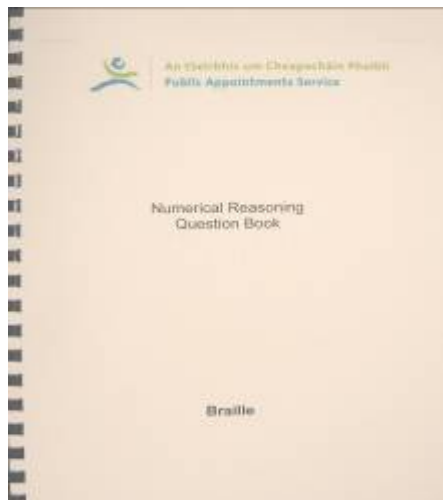 An tSeirbhís um Cheapacháin Phoiblí
Public Appointments Service
Numerical Reasoning
Question Book
Braille